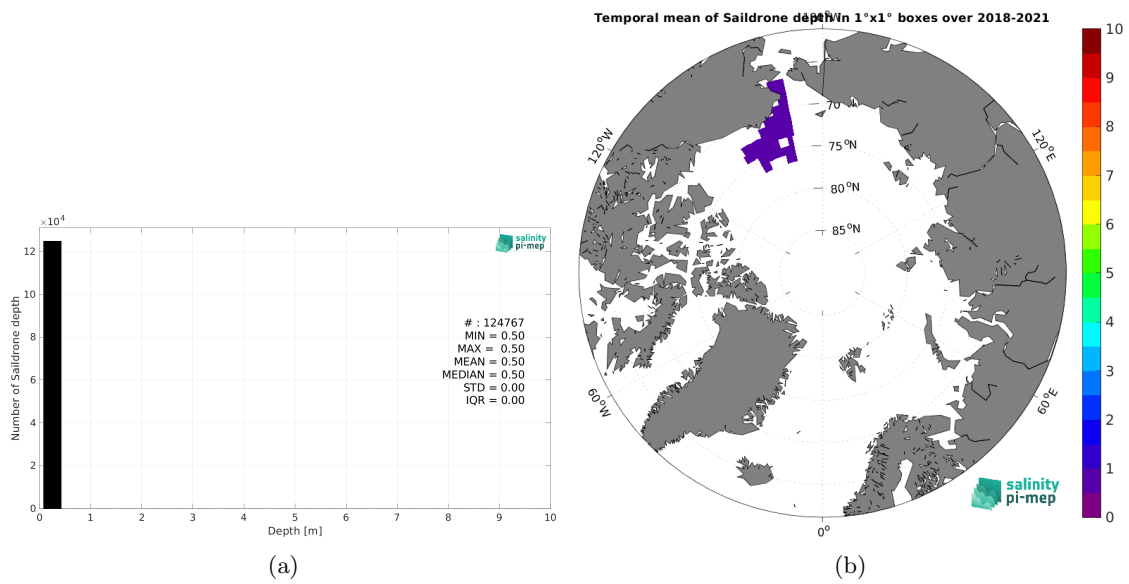 ×10⁴
12
10
8
6
4
2
0
0 1 2 3 4 5 6 7 8 9 10
Number of Saildrone depth
Depth [m]
salinity
pi-mep
# : 124767
MIN = 0.50
MAX = 0.50
MEAN = 0.50
MEDIAN = 0.50
STD = 0.00
IQR = 0.00
(a)
Temporal mean of Saildrone depth in 1°x1° boxes over 2018-2021
120°W
120°E
70°N
75°N
80°N
85°N
60°W
60°E
0°
salinity
pi-mep
10
9
8
7
6
5
4
3
2
1
0
(b)